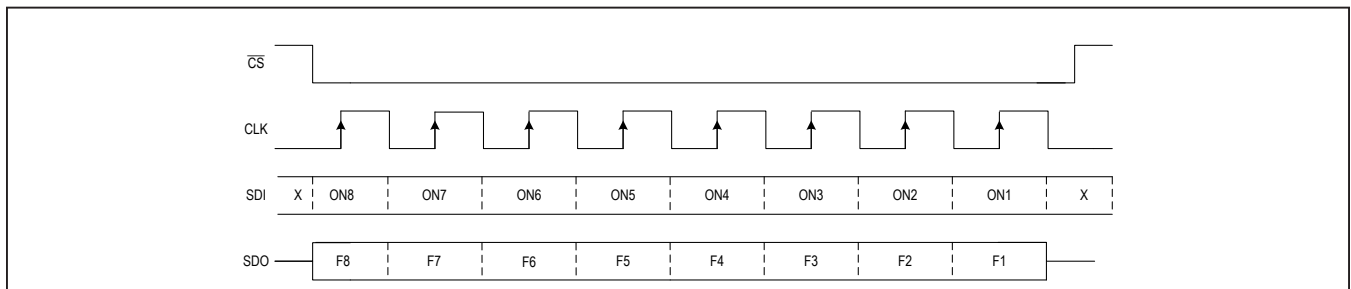 C̅S̅
CLK
SDI X ON8 ON7 ON6 ON5 ON4 ON3 ON2 ON1 X
SDO F8 F7 F6 F5 F4 F3 F2 F1